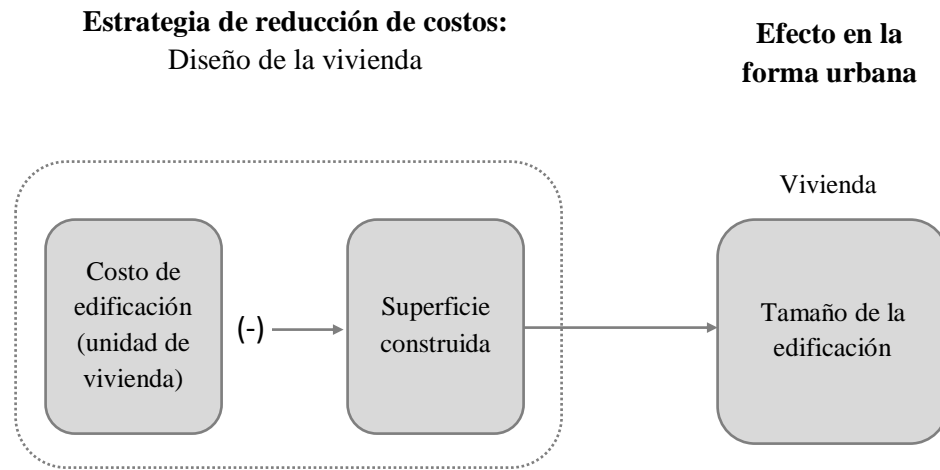 Estrategia de reducción de costos:
Diseño de la vivienda
Efecto en la
forma urbana
Vivienda
Costo de
edificación
(unidad de
vivienda)
(-)
Superficie
construida
Tamaño de la
edificación